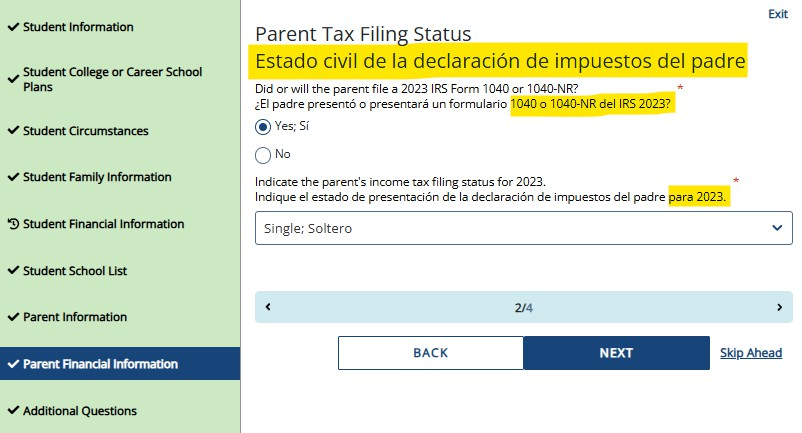 Exit
Student Information
Student College or Career School
Plans
Student Circumstances
Student Family Information
Student Financial Information
Student School List
Parent Information
Parent Financial Information
Additional Questions
Parent Tax Filing Status
Estado civil de la declaración de impuestos del padre
Did or will the parent file a 2023 IRS Form 1040 or 1040-NR? *
¿El padre presentó o presentará un formulario 1040 o 1040-NR del IRS 2023?
Yes; Sí
No
Indicate the parent's income tax filing status for 2023. *
Indique el estado de presentación de la declaración de impuestos del padre para 2023.
Single; Soltero
2/4
BACK
NEXT
Skip Ahead